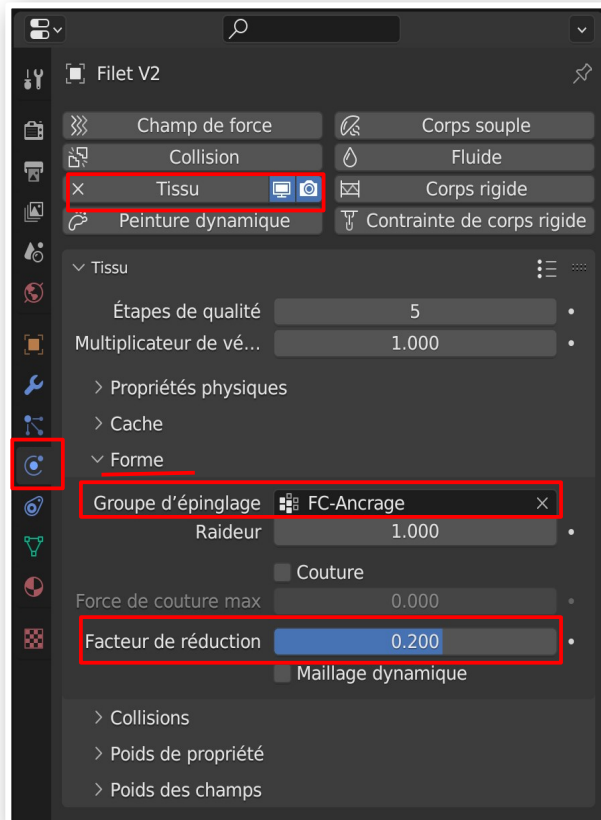 Filet V2
Champ de force
Corps souple
Collision
Fluide
Tissu
Corps rigide
Peinture dynamique
Contrainte de corps rigide
Tissu
Étapes de qualité 5
Multiplicateur de vé… 1.000
Propriétés physiques
Cache
Forme
Groupe d’épinglage FC-Ancrage
Raideur 1.000
Couture
Force de couture max 0.000
Facteur de réduction 0.200
Maillage dynamique
Collisions
Poids de propriété
Poids des champs